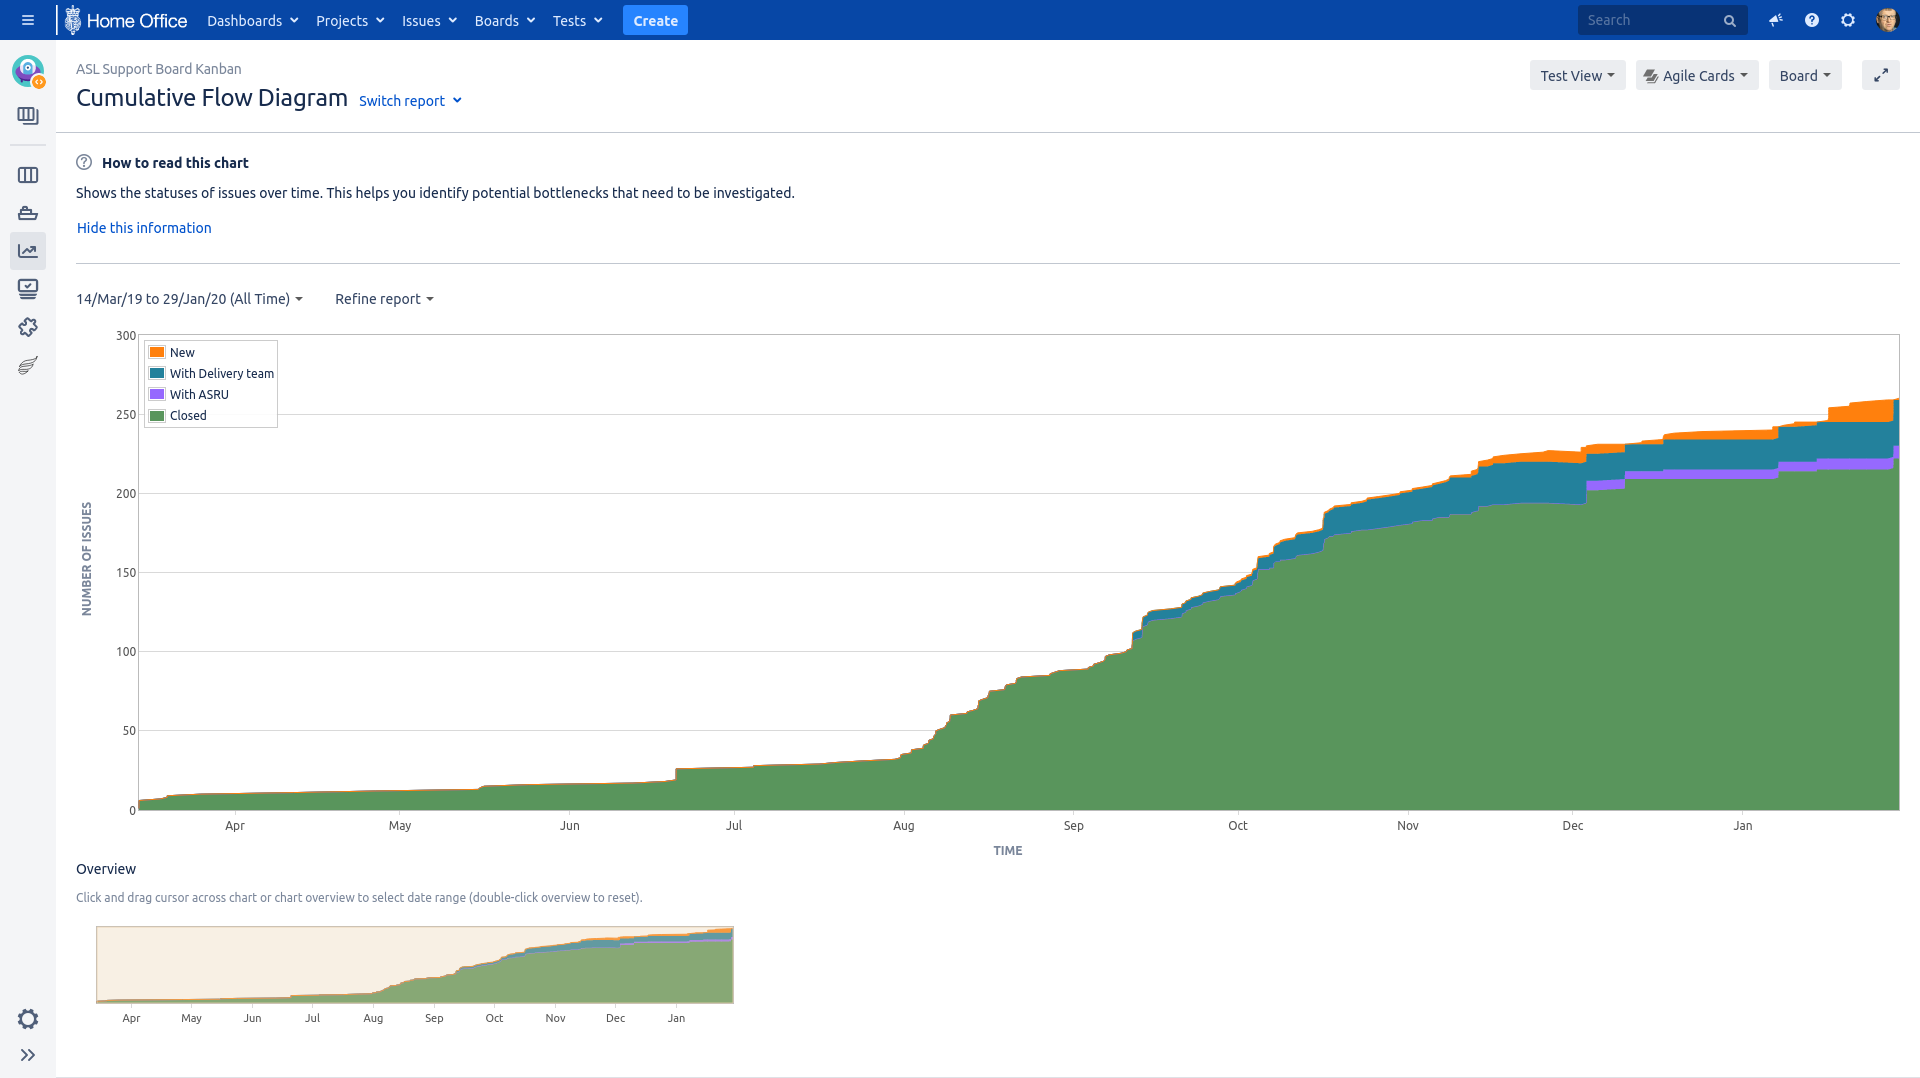 Home Office Dashboards Projects Issues Boards Tests Create Search
ASL Support Board Kanban
Cumulative Flow Diagram Switch report
Test View Agile Cards Board
How to read this chart
Shows the statuses of issues over time. This helps you identify potential bottlenecks that need to be investigated.
Hide this information
14/Mar/19 to 29/Jan/20 (All Time) Refine report
300
250
200
150
100
50
0
NUMBER OF ISSUES
New
With Delivery team
With ASRU
Closed
Apr May Jun Jul Aug Sep Oct Nov Dec Jan
TIME
Overview
Click and drag cursor across chart or chart overview to select date range (double-click overview to reset).
Apr May Jun Jul Aug Sep Oct Nov Dec Jan